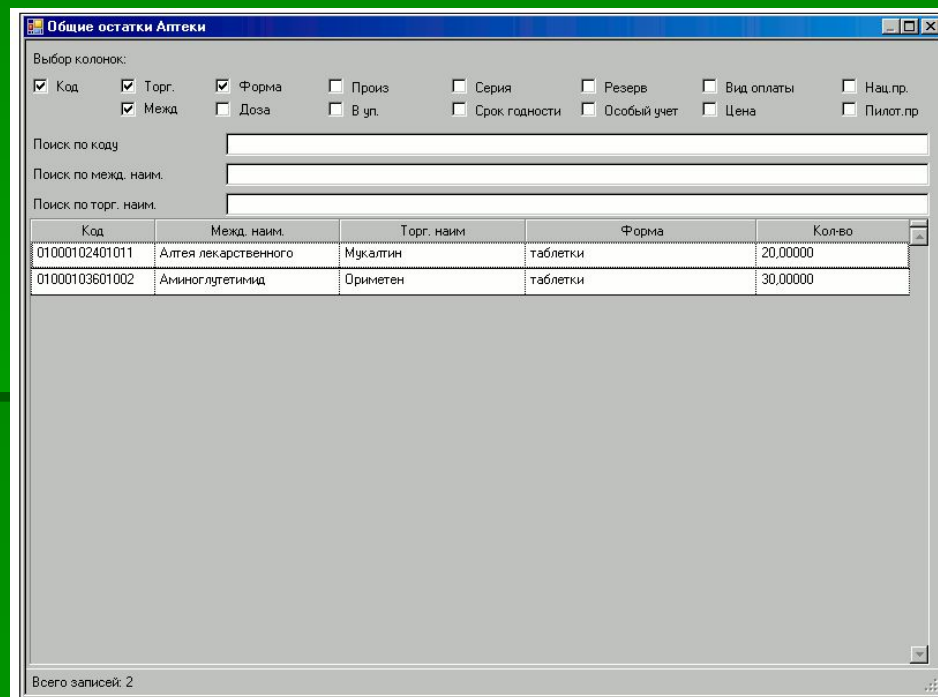 Общие остатки Аптеки
Выбор колонок:
Код Торг. Форма Произ Серия Резерв Вид оплаты Нац.пр.
Межд Доза В уп. Срок годности Особый учет Цена Пилот.пр
Поиск по коду
Поиск по межд. наим.
Поиск по торг. наим.
Код Межд. наим. Торг. наим Форма Кол-во
01000102401011 Алтея лекарственного Мукалтин таблетки 20,00000
01000103601002 Аминоглутетимид Ориметен таблетки 30,00000
Всего записей: 2